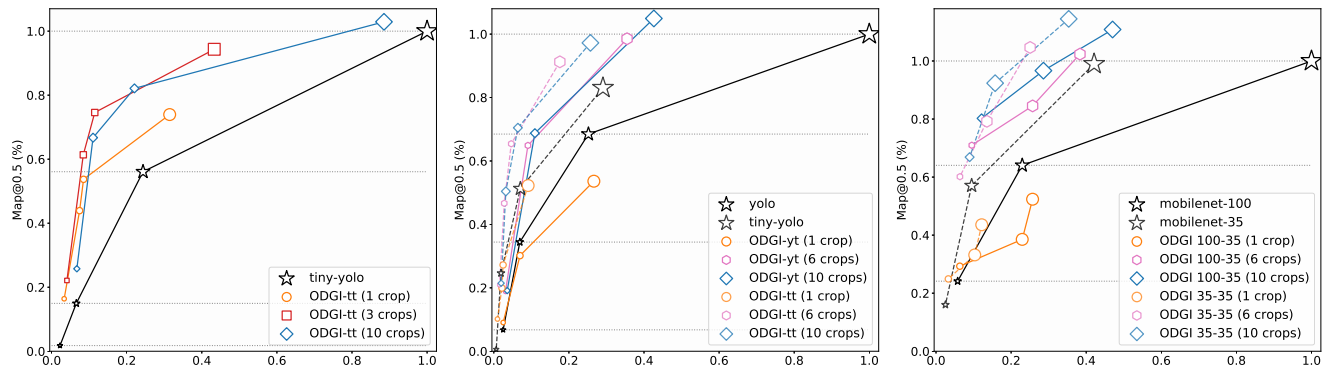 Map@0.5 (%)
1.0
0.8
0.6
0.4
0.2
0.0
0.0 0.2 0.4 0.6 0.8 1.0
tiny-yolo
ODGI-tt (1 crop)
ODGI-tt (3 crops)
ODGI-tt (10 crops)
Map@0.5 (%)
1.0
0.8
0.6
0.4
0.2
0.0
0.0 0.2 0.4 0.6 0.8 1.0
yolo
tiny-yolo
ODGI-yt (1 crop)
ODGI-yt (6 crops)
ODGI-yt (10 crops)
ODGI-tt (1 crop)
ODGI-tt (6 crops)
ODGI-tt (10 crops)
Map@0.5 (%)
1.0
0.8
0.6
0.4
0.2
0.0
0.0 0.2 0.4 0.6 0.8 1.0
mobilenet-100
mobilenet-35
ODGI 100-35 (1 crop)
ODGI 100-35 (6 crops)
ODGI 100-35 (10 crops)
ODGI 35-35 (1 crop)
ODGI 35-35 (6 crops)
ODGI 35-35 (10 crops)